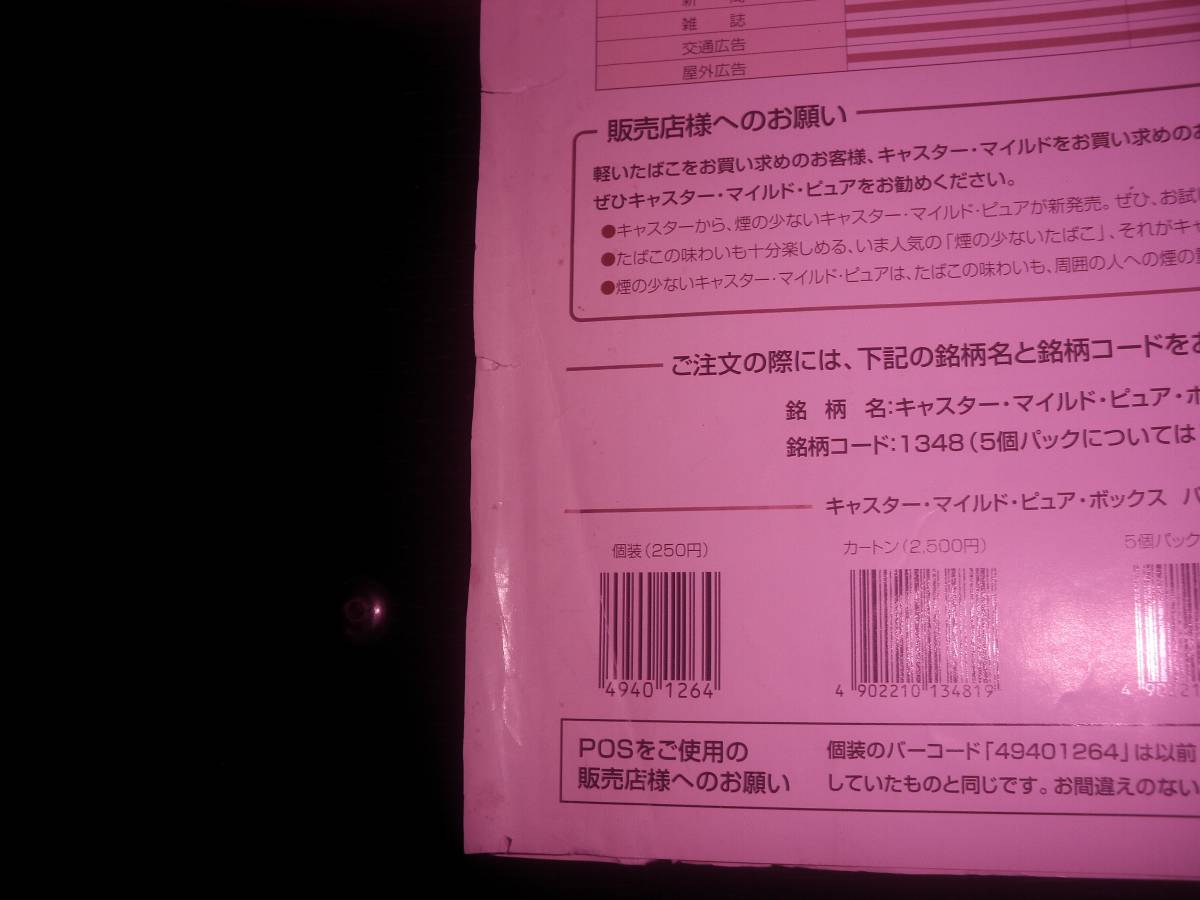 雑 誌
交通広告
屋外広告
販売店様へのお願い
軽いたばこをお買い求めのお客様、キャスター・マイルドをお買い求めのお
ぜひキャスター・マイルド・ピュアをお勧めください。
●キャスターから、煙の少ないキャスター・マイルド・ピュアが新発売。ぜひ、お試し
●たばこの味わいも十分楽しめる、いま人気の「煙の少ないたばこ」、それがキャ
●煙の少ないキャスター・マイルド・ピュアは、たばこの味わいも、周囲の人への煙の
ご注文の際には、下記の銘柄名と銘柄コードをお
銘 柄 名:キャスター・マイルド・ピュア・ボ
銘柄コード:1348(5個パックについては
キャスター・マイルド・ピュア・ボックス バ
個装(250円)
カートン(2,500円)
5個パック
4940 1264
4 902210 134819
POSをご使用の
販売店様へのお願い
個装のバーコード「49401264」は以前
していたものと同じです。お間違えのない